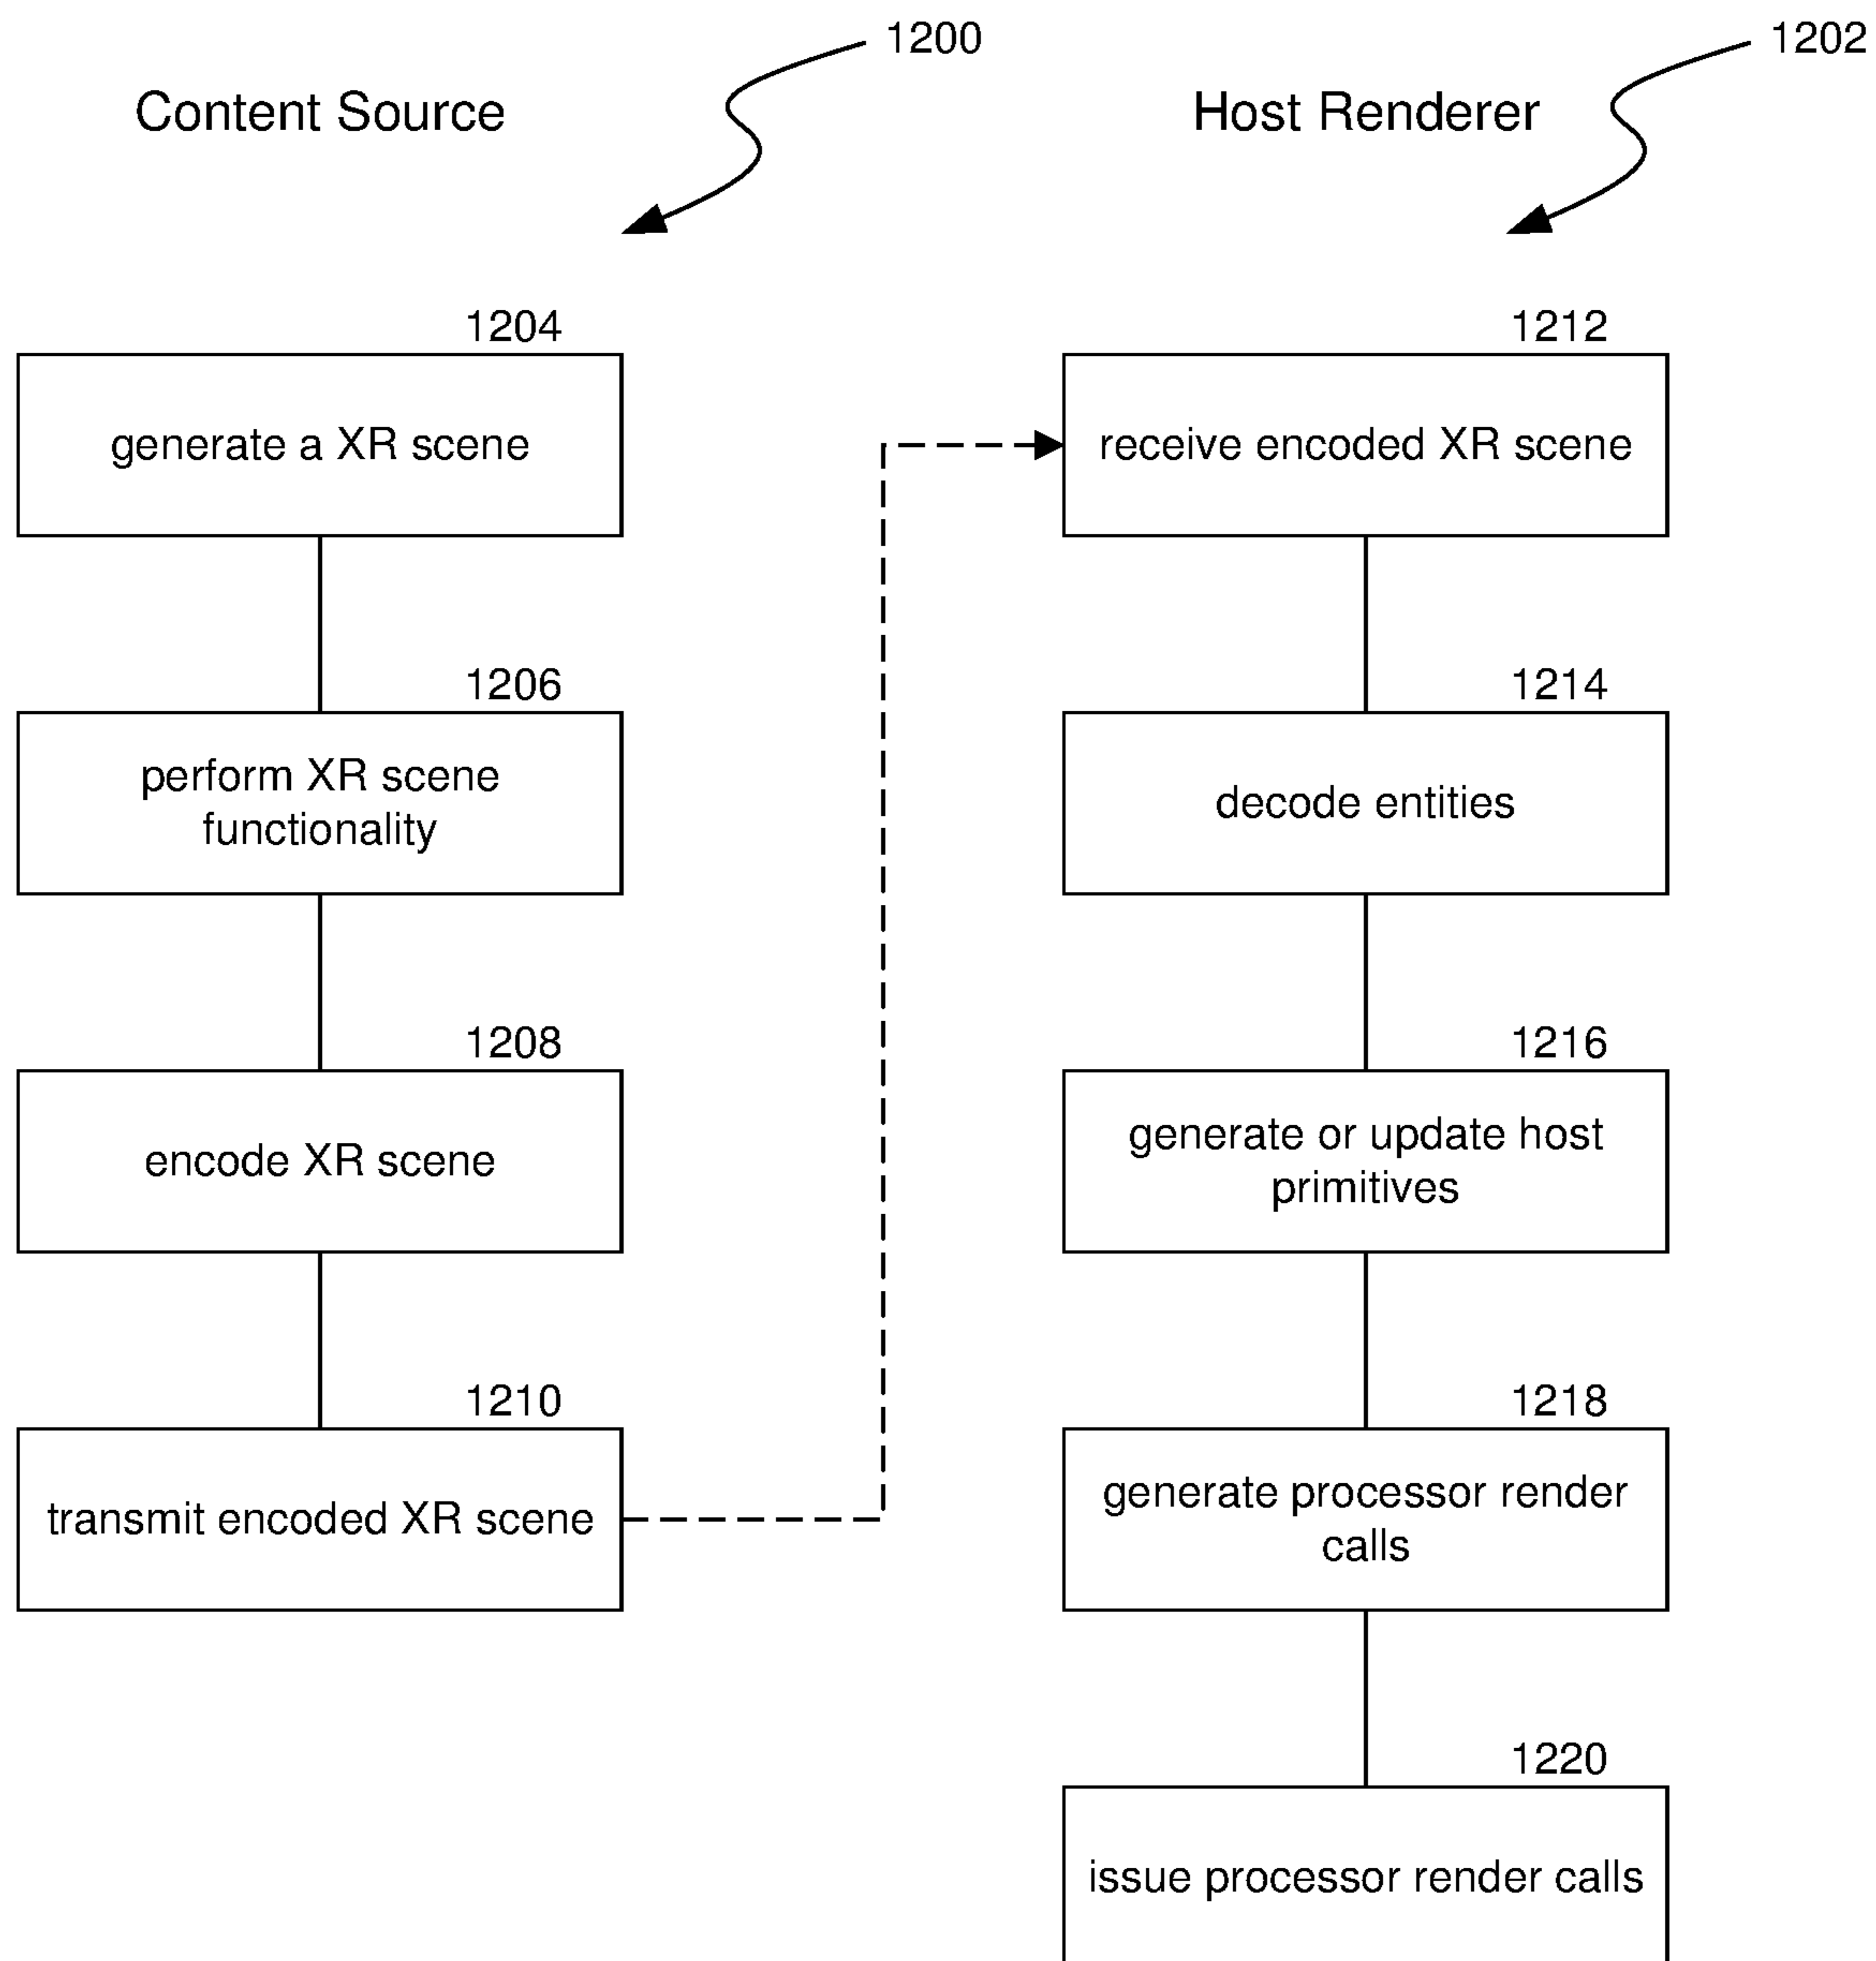 1200
Content Source
1204
generate a XR scene
1206
perform XR scene
functionality
1208
encode XR scene
1210
transmit encoded XR scene
1202
Host Renderer
1212
receive encoded XR scene
1214
decode entities
1216
generate or update host
primitives
1218
generate processor render
calls
1220
issue processor render calls